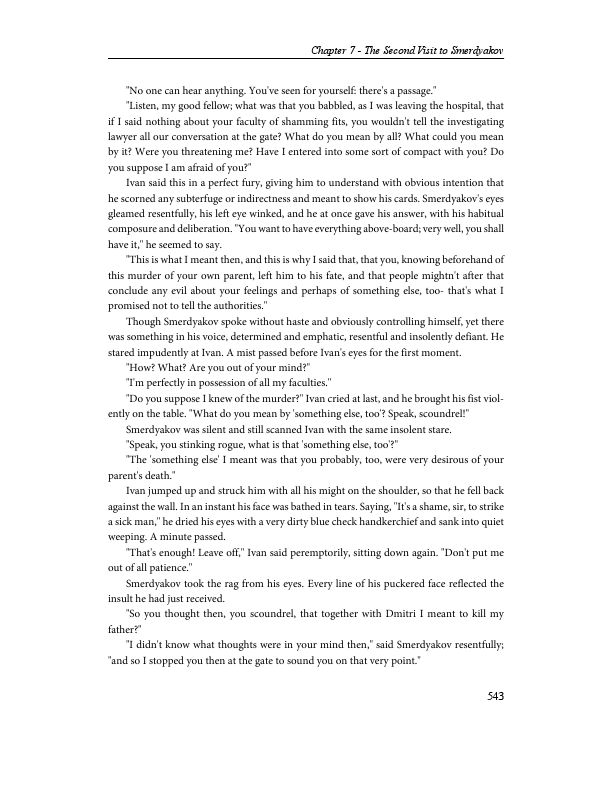 Chapter 7 - The Second Visit to Smerdyakov
"No one can hear anything. You've seen for yourself: there's a passage."
"Listen, my good fellow; what was that you babbled, as I was leaving the hospital, that
if I said nothing about your faculty of shamming fits, you wouldn't tell the investigating
lawyer all our conversation at the gate? What do you mean by all? What could you mean
by it? Were you threatening me? Have I entered into some sort of compact with you? Do
you suppose I am afraid of you?"
Ivan said this in a perfect fury, giving him to understand with obvious intention that
he scorned any subterfuge or indirectness and meant to show his cards. Smerdyakov's eyes
gleamed resentfully, his left eye winked, and he at once gave his answer, with his habitual
composure and deliberation. "You want to have everything above-board; very well, you shall
have it," he seemed to say.
"This is what I meant then, and this is why I said that, that you, knowing beforehand of
this murder of your own parent, left him to his fate, and that people mightn't after that
conclude any evil about your feelings and perhaps of something else, too- that's what I
promised not to tell the authorities."
Though Smerdyakov spoke without haste and obviously controlling himself, yet there
was something in his voice, determined and emphatic, resentful and insolently defiant. He
stared impudently at Ivan. A mist passed before Ivan's eyes for the first moment.
"How? What? Are you out of your mind?"
"I'm perfectly in possession of all my faculties."
"Do you suppose I knew of the murder?" Ivan cried at last, and he brought his fist viol-
ently on the table. "What do you mean by 'something else, too'? Speak, scoundrel!"
Smerdyakov was silent and still scanned Ivan with the same insolent stare.
"Speak, you stinking rogue, what is that 'something else, too'?"
"The 'something else' I meant was that you probably, too, were very desirous of your
parent's death."
Ivan jumped up and struck him with all his might on the shoulder, so that he fell back
against the wall. In an instant his face was bathed in tears. Saying, "It's a shame, sir, to strike
a sick man," he dried his eyes with a very dirty blue check handkerchief and sank into quiet
weeping. A minute passed.
"That's enough! Leave off," Ivan said peremptorily, sitting down again. "Don't put me
out of all patience."
Smerdyakov took the rag from his eyes. Every line of his puckered face reflected the
insult he had just received.
"So you thought then, you scoundrel, that together with Dmitri I meant to kill my
father?"
"I didn't know what thoughts were in your mind then," said Smerdyakov resentfully;
"and so I stopped you then at the gate to sound you on that very point."
543